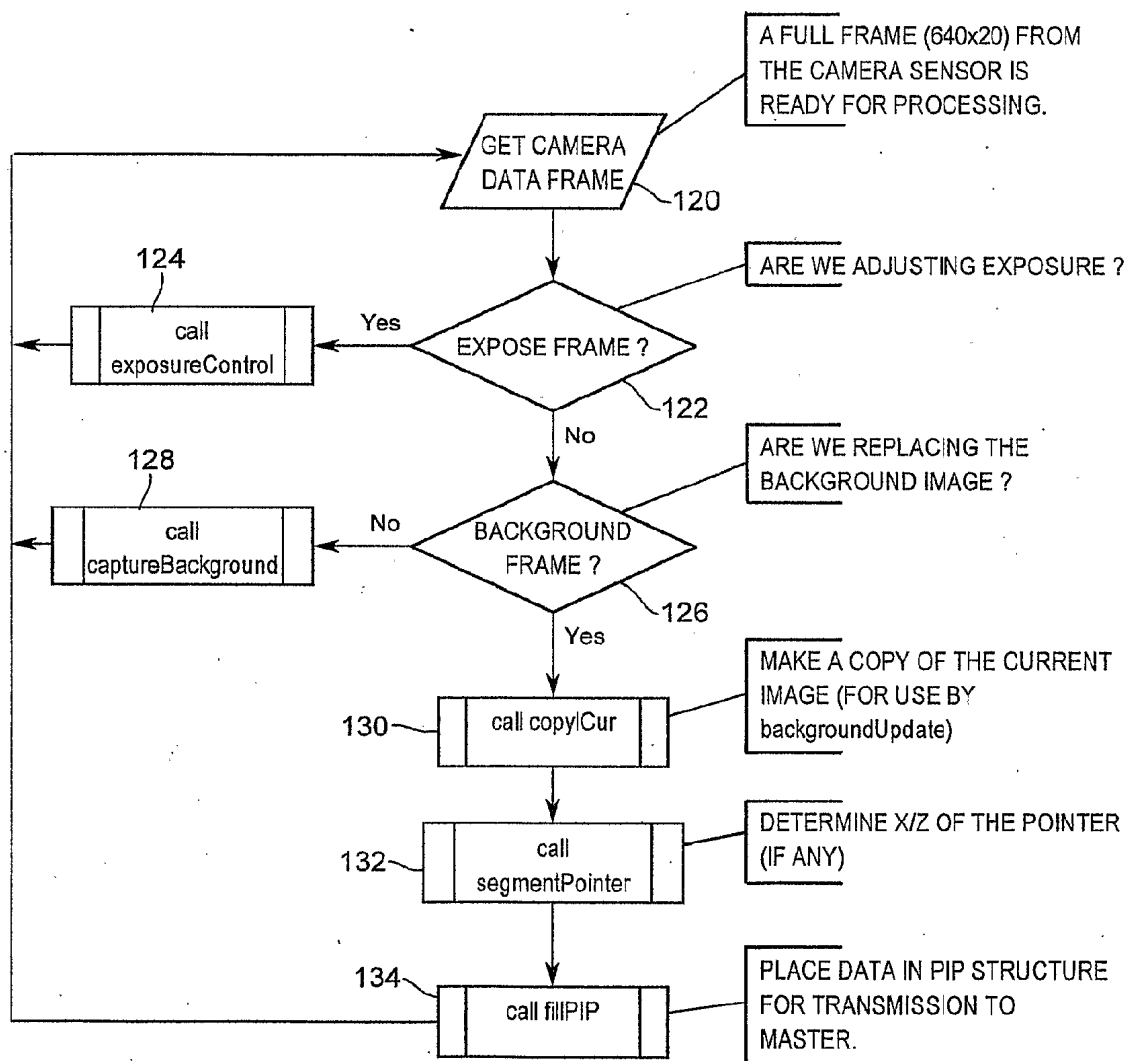 A FULL FRAME (640x20) FROM
THE CAMERA SENSOR IS
READY FOR PROCESSING.
GET CAMERA
DATA FRAME
120
ARE WE ADJUSTING EXPOSURE ?
124
call
exposureControl
Yes
EXPOSE FRAME ?
122
No
ARE WE REPLACING THE
BACKGROUND IMAGE ?
128
call
captureBackground
No
BACKGROUND
FRAME ?
126
Yes
MAKE A COPY OF THE CURRENT
IMAGE (FOR USE BY
backgroundUpdate)
130
call copyICur
DETERMINE X/Z OF THE POINTER
(IF ANY)
132
call
segmentPointer
PLACE DATA IN PIP STRUCTURE
FOR TRANSMISSION TO
MASTER.
134
call fillPIP